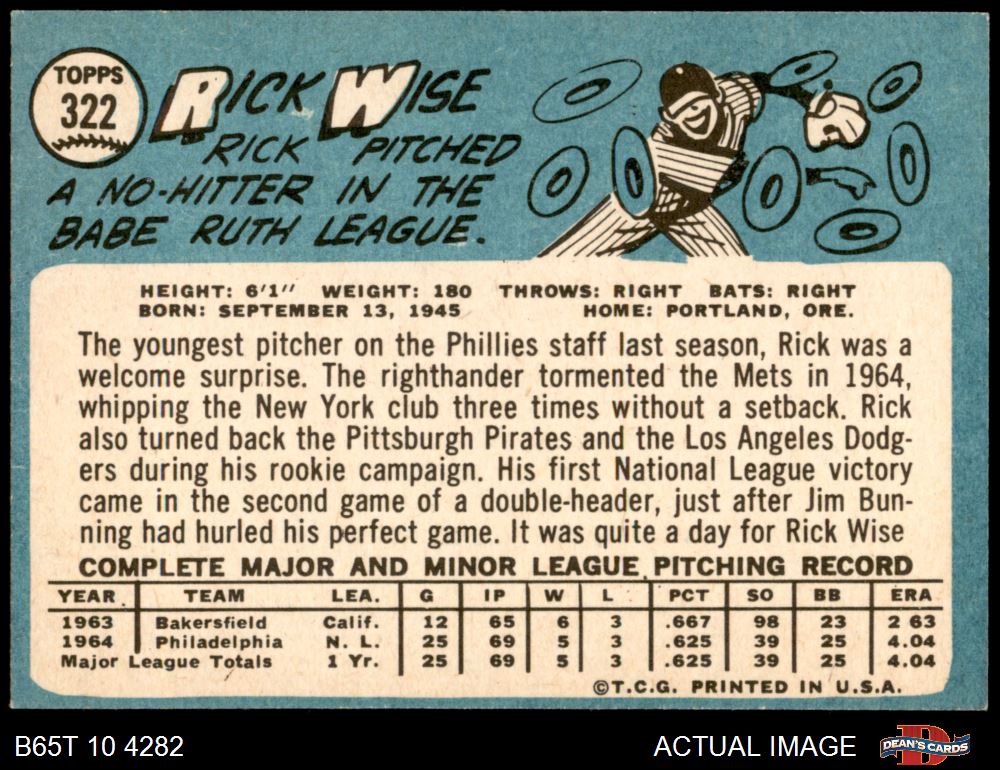 TOPPS
322
RICK WISE
RICK PITCHED
A NO-HITTER IN THE
BABE RUTH LEAGUE.
HEIGHT: 6'1" WEIGHT: 180 THROWS: RIGHT BATS: RIGHT
BORN: SEPTEMBER 13, 1945 HOME: PORTLAND, ORE.
The youngest pitcher on the Phillies staff last season, Rick was a
welcome surprise. The righthander tormented the Mets in 1964,
whipping the New York club three times without a setback. Rick
also turned back the Pittsburgh Pirates and the Los Angeles Dodg-
ers during his rookie campaign. His first National League victory
came in the second game of a double-header, just after Jim Bun-
ning had hurled his perfect game. It was quite a day for Rick Wise
COMPLETE MAJOR AND MINOR LEAGUE PITCHING RECORD
YEAR TEAM LEA. G IP W L PCT SO BB ERA
1963 Bakersfield Calif. 12 65 6 3 .667 98 23 2 63
1964 Philadelphia N. L. 25 69 5 3 .625 39 25 4.04
Major League Totals 1 Yr. 25 69 5 3 .625 39 25 4.04
©T.C.G. PRINTED IN U.S.A.
B65T 10 4282 ACTUAL IMAGE D DEAN'S CARDS